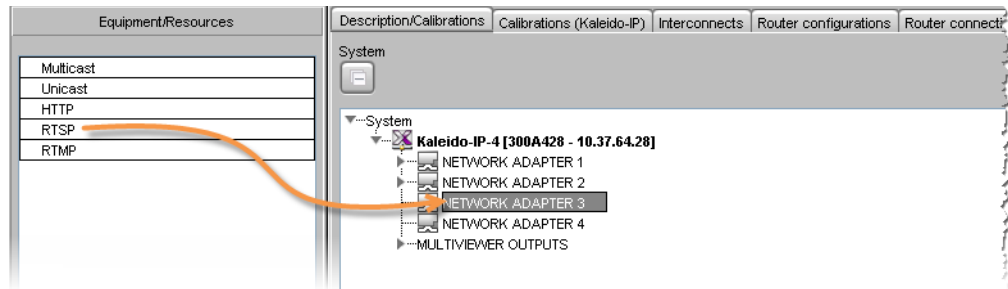 Equipment/Resources
Multicast
Unicast
HTTP
RTSP
RTMP
Description/Calibrations Calibrations (Kaleido-IP) Interconnects Router configurations Router connecti
System
System
Kaleido-IP-4 [300A428 - 10.37.64.28]
NETWORK ADAPTER 1
NETWORK ADAPTER 2
NETWORK ADAPTER 3
NETWORK ADAPTER 4
MULTIVIEWER OUTPUTS